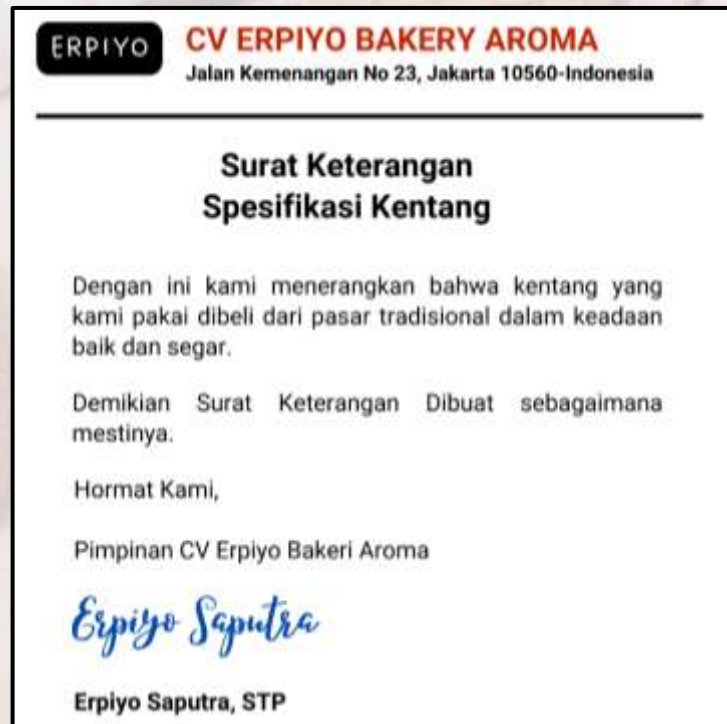 ERPIYO
CV ERPIYO BAKERY AROMA
Jalan Kemenangan No 23, Jakarta 10560-Indonesia
Surat Keterangan
Spesifikasi Kentang
Dengan ini kami menerangkan bahwa kentang yang
kami pakai dibeli dari pasar tradisional dalam keadaan
baik dan segar.
Demikian Surat Keterangan Dibuat sebagaimana
mestinya.
Hormat Kami,
Pimpinan CV Erpiyo Bakeri Aroma
Erpiyo Saputra
Erpiyo Saputra, STP